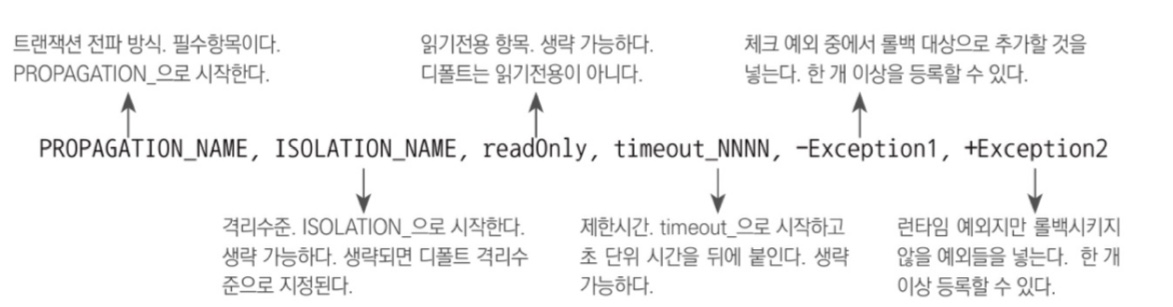 트랜잭션 전파 방식. 필수항목이다.
PROPAGATION_으로 시작한다.
읽기전용 항목. 생략 가능하다.
디폴트는 읽기전용이 아니다.
체크 예외 중에서 롤백 대상으로 추가할 것을
넣는다. 한 개 이상을 등록할 수 있다.
PROPAGATION_NAME, ISOLATION_NAME, readOnly, timeout_NNNN, -Exception1, +Exception2
격리수준. ISOLATION_으로 시작한다.
생략 가능하다. 생략되면 디폴트 격리수
준으로 지정된다.
제한시간. timeout_으로 시작하고
초 단위 시간을 뒤에 붙인다. 생략
가능하다.
런타임 예외지만 롤백시키지
않을 예외들을 넣는다. 한 개
이상 등록할 수 있다.